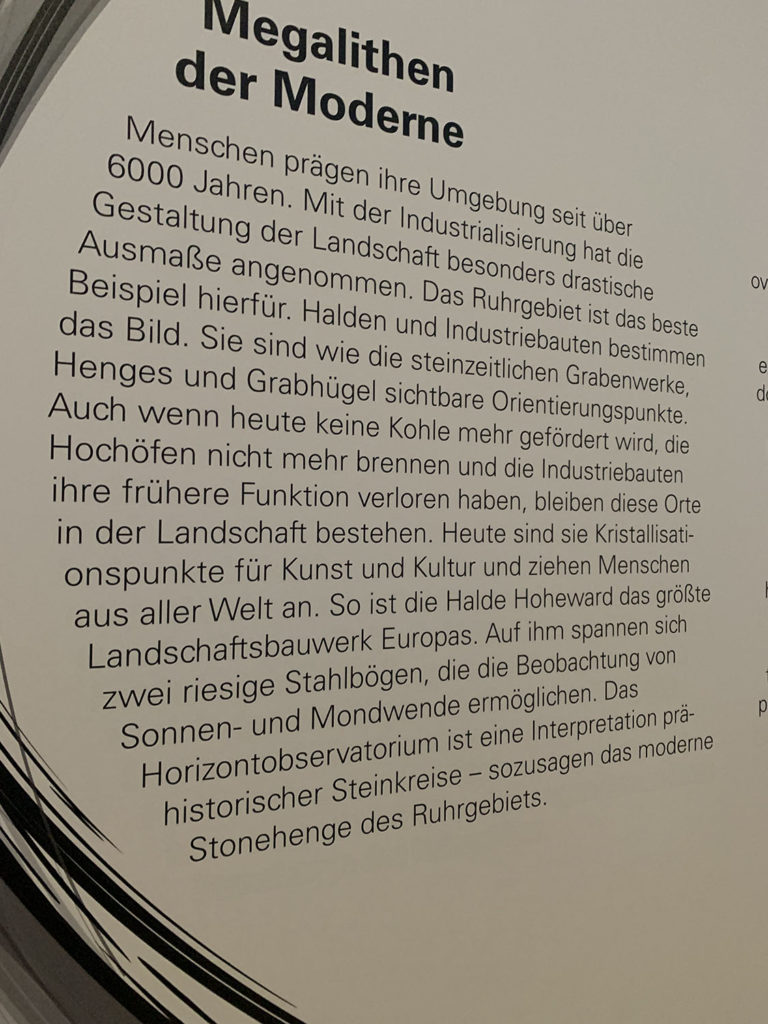 Megalithen
der Moderne
Menschen prägen ihre Umgebung seit über
6000 Jahren. Mit der Industrialisierung hat die
Gestaltung der Landschaft besonders drastische
Ausmaße angenommen. Das Ruhrgebiet ist das beste
Beispiel hierfür. Halden und Industriebauten bestimmen
das Bild. Sie sind wie die steinzeitlichen Grabenwerke,
Henges und Grabhügel sichtbare Orientierungspunkte.
Auch wenn heute keine Kohle mehr gefördert wird, die
Hochöfen nicht mehr brennen und die Industriebauten
ihre frühere Funktion verloren haben, bleiben diese Orte
in der Landschaft bestehen. Heute sind sie Kristallisati-
onspunkte für Kunst und Kultur und ziehen Menschen
aus aller Welt an. So ist die Halde Hoheward das größte
Landschaftsbauwerk Europas. Auf ihm spannen sich
zwei riesige Stahlbögen, die die Beobachtung von
Sonnen- und Mondwende ermöglichen. Das
Horizontobservatorium ist eine Interpretation prä-
historischer Steinkreise – sozusagen das moderne
Stonehenge des Ruhrgebiets.